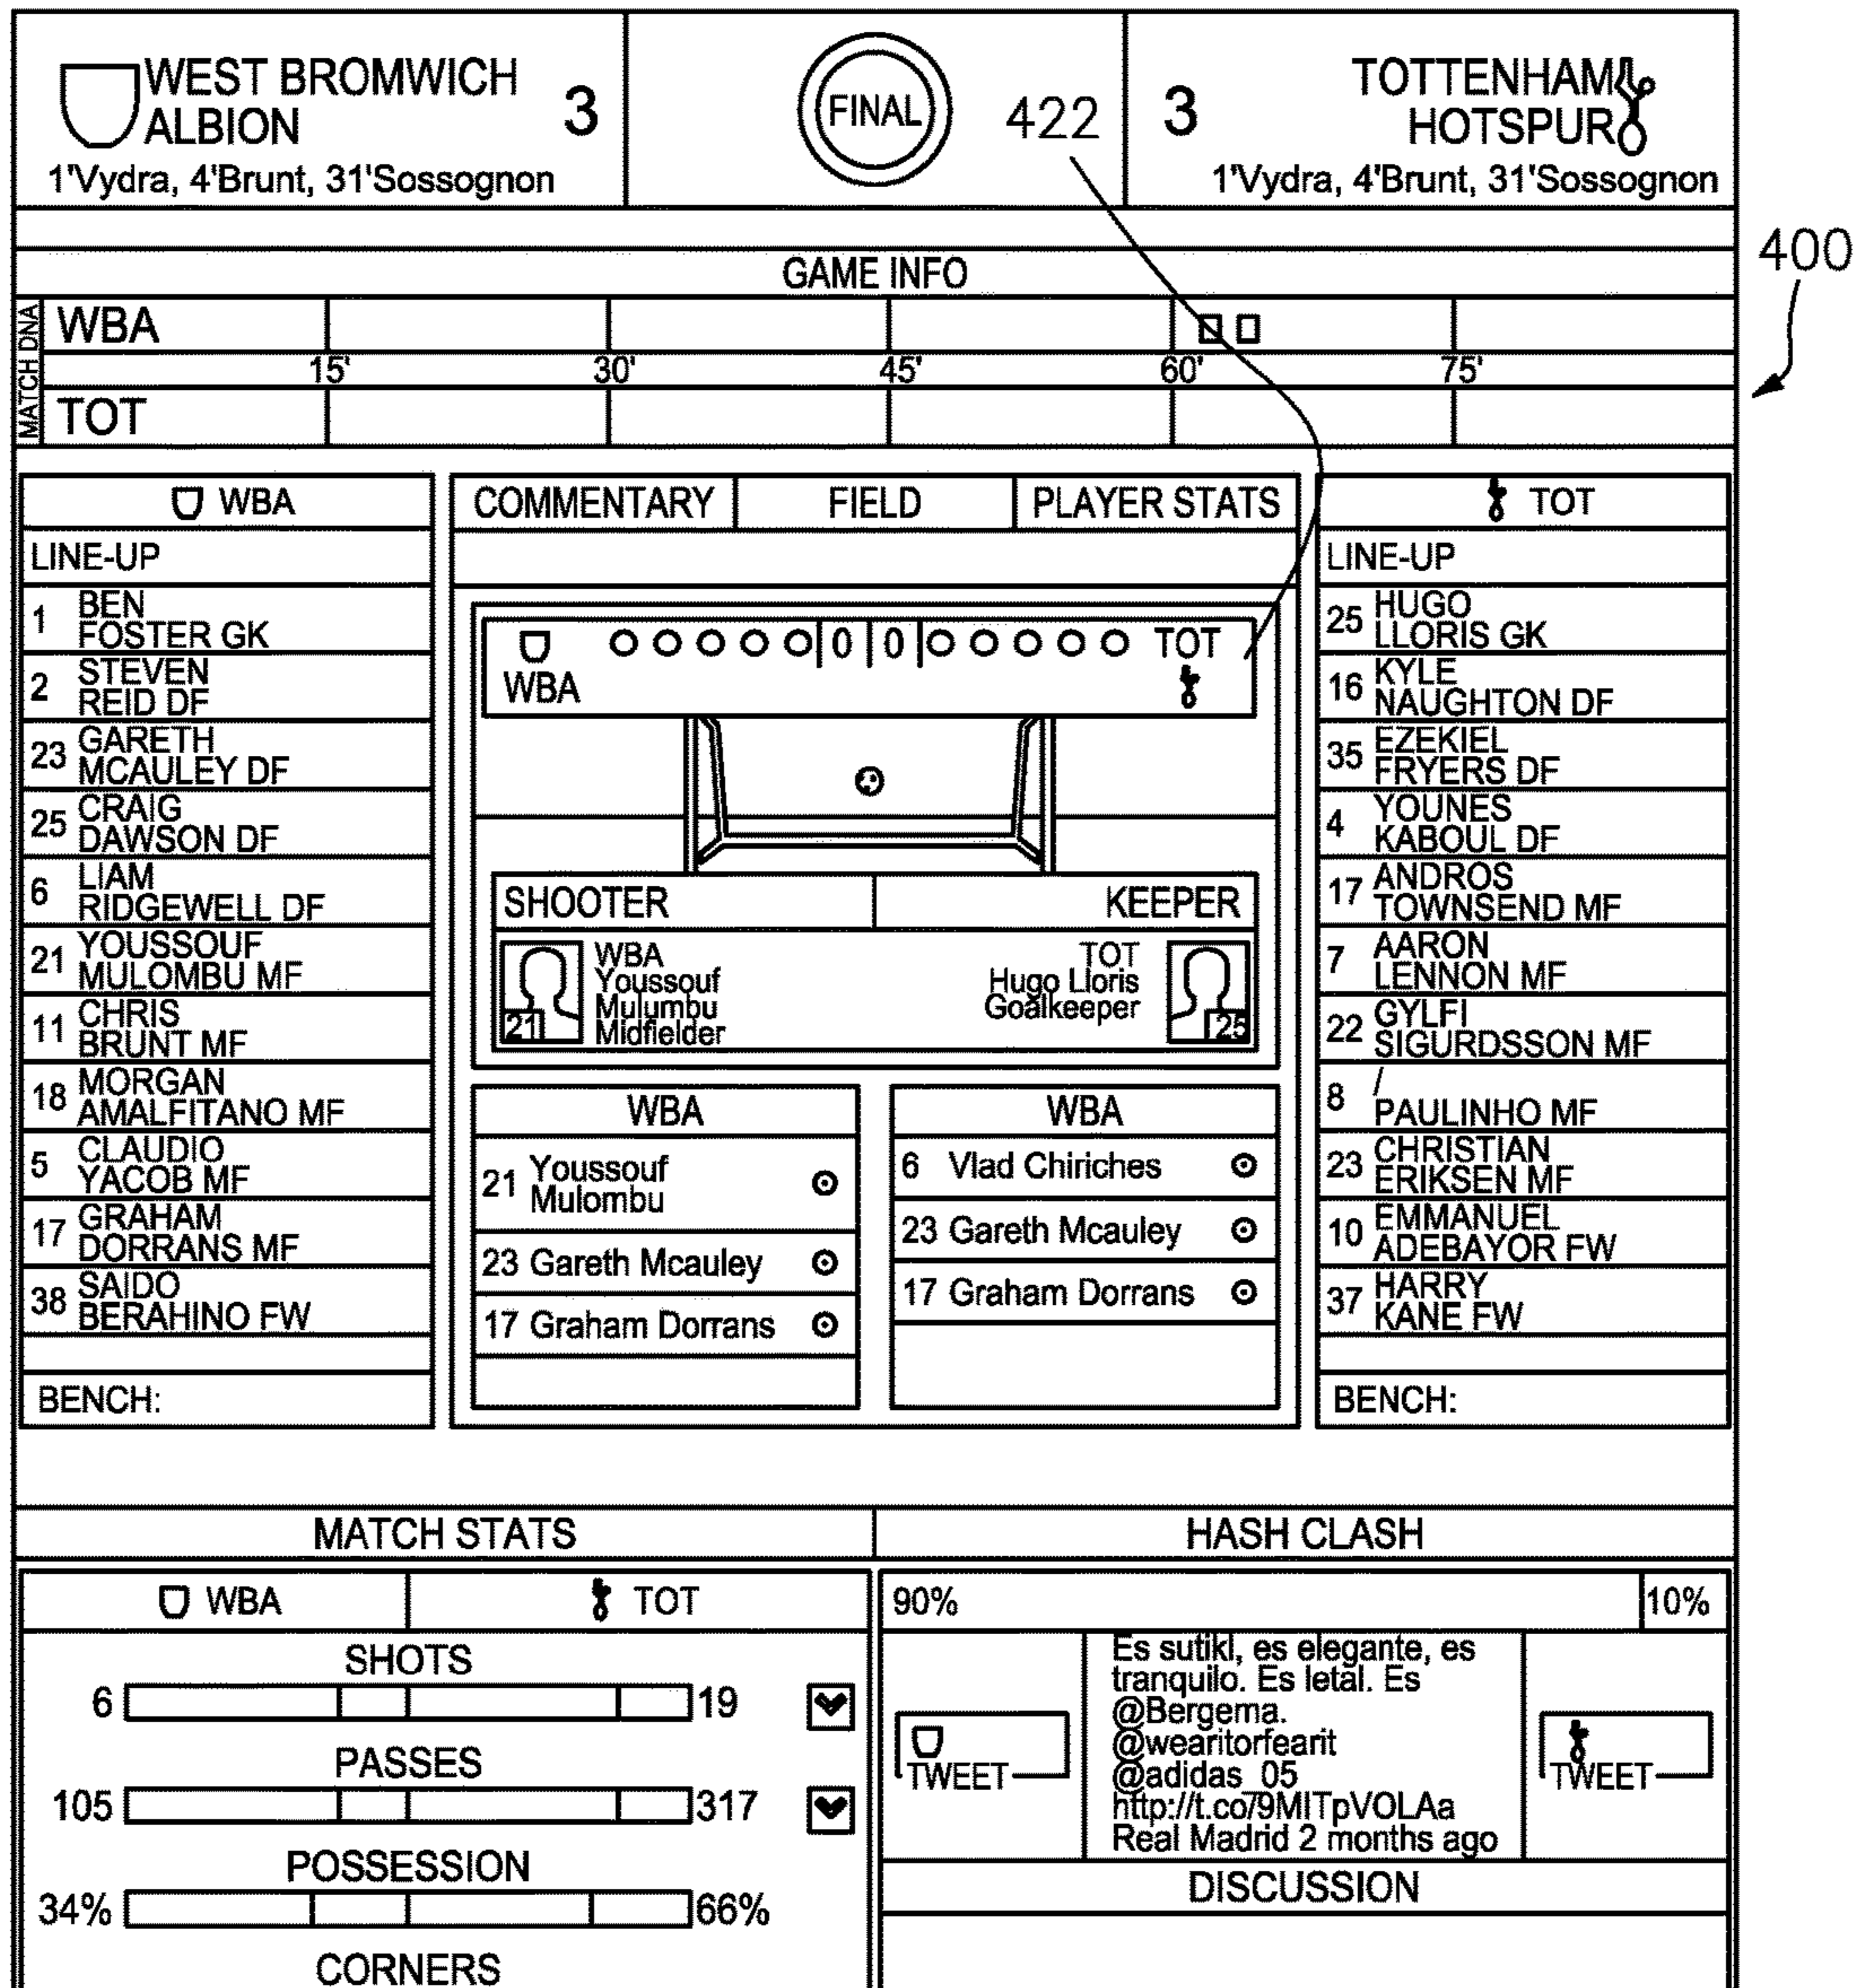 WEST BROMWICH
ALBION
3
1'Vydra, 4'Brunt, 31'Sossognon
FINAL
422
3
TOTTENHAM
HOTSPUR
1'Vydra, 4'Brunt, 31'Sossognon
400
GAME INFO
MATCH DNA
WBA
15' 30' 45' 60' 75'
TOT
WBA
LINE-UP
1 BEN
FOSTER GK
2 STEVEN
REID DF
23 GARETH
MCAULEY DF
25 CRAIG
DAWSON DF
6 LIAM
RIDGEWELL DF
21 YOUSSOUF
MULOMBU MF
11 CHRIS
BRUNT MF
18 MORGAN
AMALFITANO MF
5 CLAUDIO
YACOB MF
17 GRAHAM
DORRANS MF
38 SAIDO
BERAHINO FW
BENCH:
COMMENTARY FIELD PLAYER STATS
WBA
0 0
TOT
SHOOTER KEEPER
21
WBA
Youssouf
Mulumbu
Midfielder
TOT
Hugo Lloris
Goalkeeper
25
WBA
21 Youssouf
Mulombu
23 Gareth Mcauley
17 Graham Dorrans
WBA
6 Vlad Chiriches
23 Gareth Mcauley
17 Graham Dorrans
TOT
LINE-UP
25 HUGO
LLORIS GK
16 KYLE
NAUGHTON DF
35 EZEKIEL
FRYERS DF
4 YOUNES
KABOUL DF
17 ANDROS
TOWNSEND MF
7 AARON
LENNON MF
22 GYLFI
SIGURDSSON MF
8 /
PAULINHO MF
23 CHRISTIAN
ERIKSEN MF
10 EMMANUEL
ADEBAYOR FW
37 HARRY
KANE FW
BENCH:
MATCH STATS
WBA TOT
SHOTS
6 19
PASSES
105 317
POSSESSION
34% 66%
CORNERS
HASH CLASH
90% 10%
TWEET
Es sutikl, es elegante, es
tranquilo. Es letal. Es
@Bergema.
@wearitorfearit
@adidas_05
http://t.co79MITpVOLAa
Real Madrid 2 months ago
TWEET
DISCUSSION